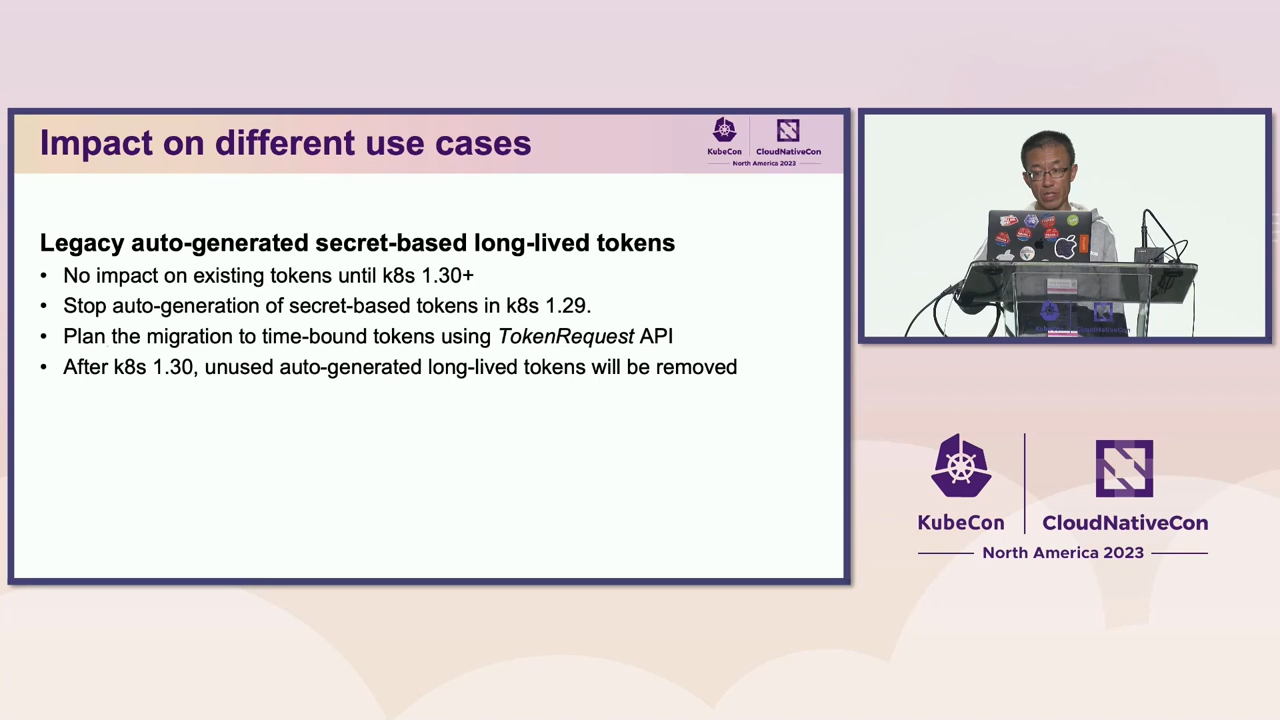 Impact on different use cases
KubeCon
CloudNativeCon
North America 2023
Legacy auto-generated secret-based long-lived tokens
• No impact on existing tokens until k8s 1.30+
• Stop auto-generation of secret-based tokens in k8s 1.29.
• Plan the migration to time-bound tokens using TokenRequest API
• After k8s 1.30, unused auto-generated long-lived tokens will be removed
KubeCon
CloudNativeCon
North America 2023